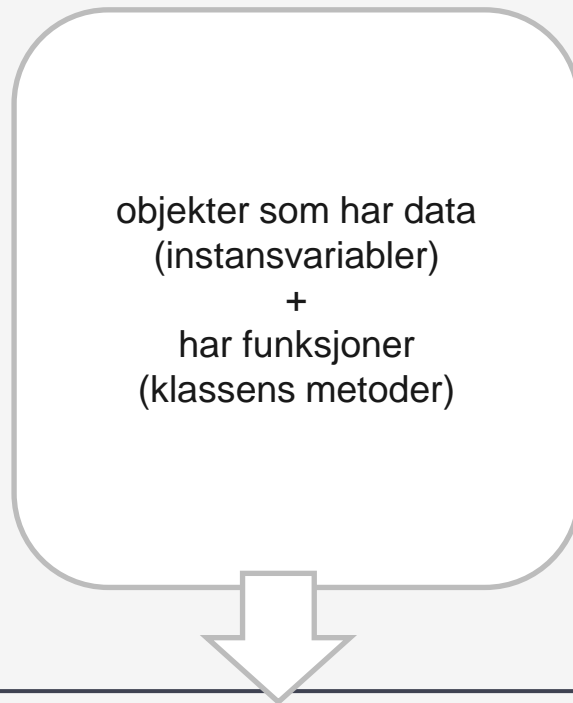 objekter som har data
(instansvariabler)
+
har funksjoner
(klassens metoder)